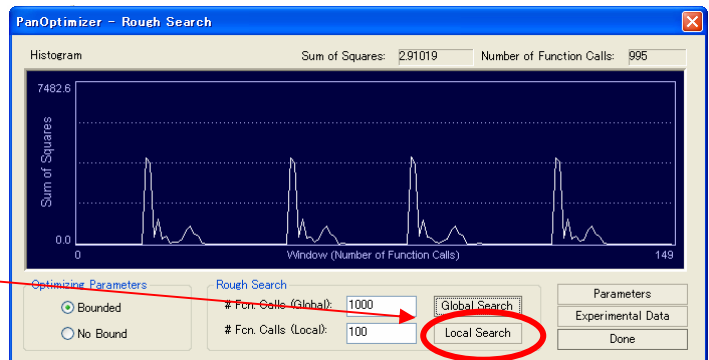 PanOptimizer - Rough Search
Histogram Sum of Squares: 2.91019 Number of Function Calls: 995
7482.6
Sum of Squares
0.0
0 Window (Number of Function Calls) 149
Optimizing Parameters Rough Search
Bounded # Fcn. Calls (Global): 1000 Global Search Parameters
Experimental Data
No Bound # Fcn. Calls (Local): 100 Local Search Done